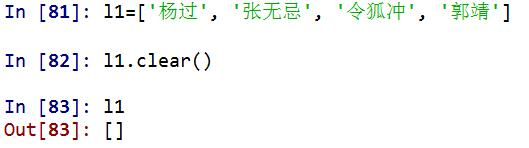 In [81]: l1=['杨过', '张无忌', '令狐冲', '郭靖']
In [82]: l1.clear()
In [83]: l1
Out[83]: []